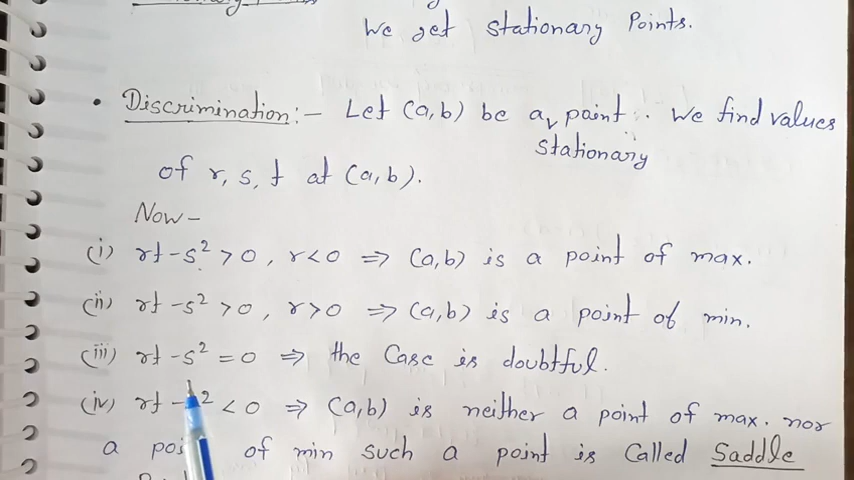 We get stationary Points.
• Discrimination:- Let (a,b) be a, point. We find values
stationary
of r, s, t at (a,b).
Now-
(i) rt - s² > 0, r < 0 ⇒ (a,b) is a point of max.
(ii) rt - s² > 0, r > 0 ⇒ (a,b) is a point of min.
(iii) rt - s² = 0 ⇒ the Case is doubtful.
(iv) rt - ² < 0 ⇒ (a,b) is neither a point of max. nor
a poi of min such a point is Called Saddle